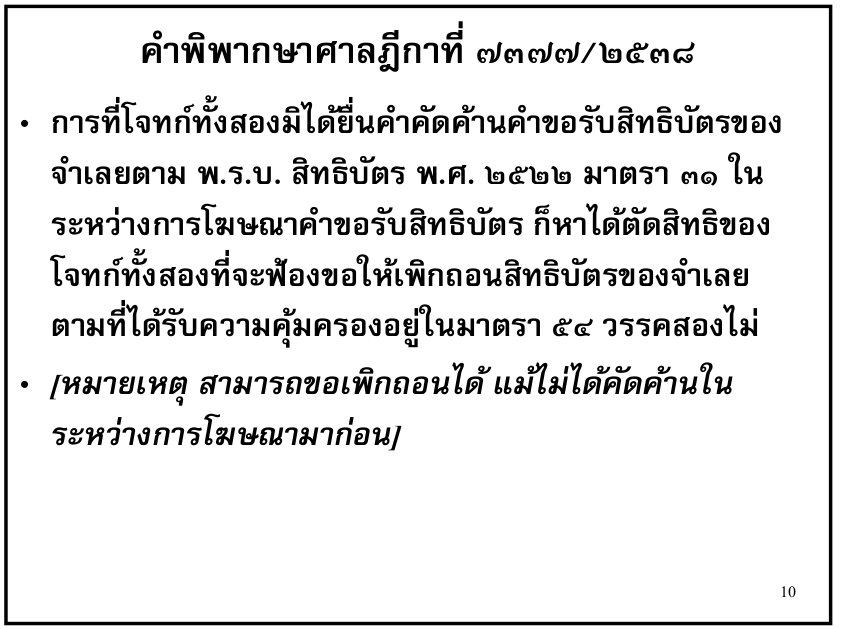 คำพิพากษาศาลฎีกาที่ ๗๓๗๗/๒๕๓๘
• การที่โจทก์ทั้งสองมิได้ยื่นคำคัดค้านคำขอรับสิทธิบัตรของ
จำเลยตาม พ.ร.บ. สิทธิบัตร พ.ศ. ๒๕๒๒ มาตรา ๓๑ ใน
ระหว่างการโฆษณาคำขอรับสิทธิบัตร ก็หาได้ตัดสิทธิของ
โจทก์ทั้งสองที่จะฟ้องขอให้เพิกถอนสิทธิบัตรของจำเลย
ตามที่ได้รับความคุ้มครองอยู่ในมาตรา ๕๔ วรรคสองไม่
• [หมายเหตุ สามารถขอเพิกถอนได้ แม้ไม่ได้คัดค้านใน
ระหว่างการโฆษณามาก่อน]
10